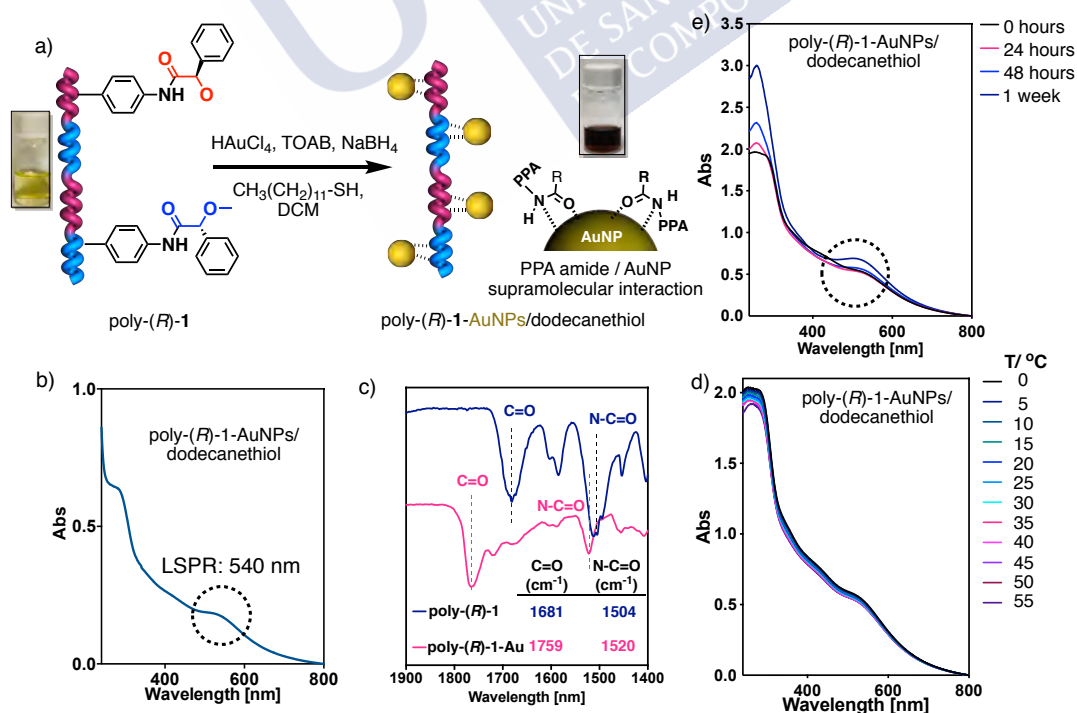 UNI
DE SAN
COMPO
a)
O
NH
O
HAuCl4, TOAB, NaBH4
CH3(CH2)11-SH,
DCM
O
O
NH
poly-(R)-1
PPA
R
N
H
O
R
O
N
H
PPA
AuNP
PPA amide / AuNP
supramolecular interaction
poly-(R)-1-AuNPs/dodecanethiol
e)
poly-(R)-1-AuNPs/
dodecanethiol
0 hours
24 hours
48 hours
1 week
Abs
3.5
3.0
2.5
2.0
1.5
1.0
0.5
0.0
400 600 800
Wavelength [nm]
b)
poly-(R)-1-AuNPs/
dodecanethiol
LSPR: 540 nm
Abs
1.0
0.5
0.0
400 600 800
Wavelength [nm]
c)
C=O
N-C=O
C=O
N-C=O
C=O N-C=O
(cm-1) (cm-1)
poly-(R)-1 1681 1504
poly-(R)-1-Au 1759 1520
1900 1800 1700 1600 1500 1400
Wavelength [nm]
d)
poly-(R)-1-AuNPs/
dodecanethiol
Abs
2.0
1.5
1.0
0.5
0.0
400 600 800
Wavelength [nm]
T/ °C
0
5
10
15
20
25
30
35
40
45
50
55